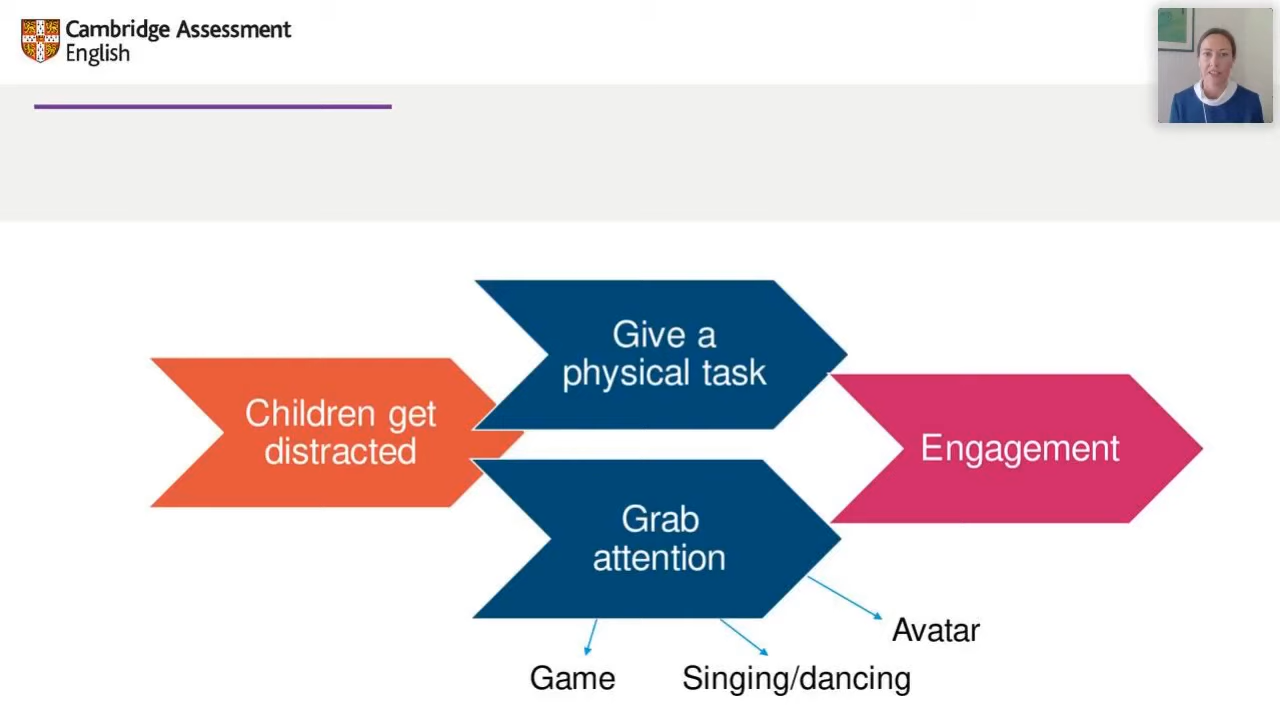 Cambridge Assessment
English
Children get
distracted
Give a
physical task
Grab
attention
Engagement
Game
Singing/dancing
Avatar